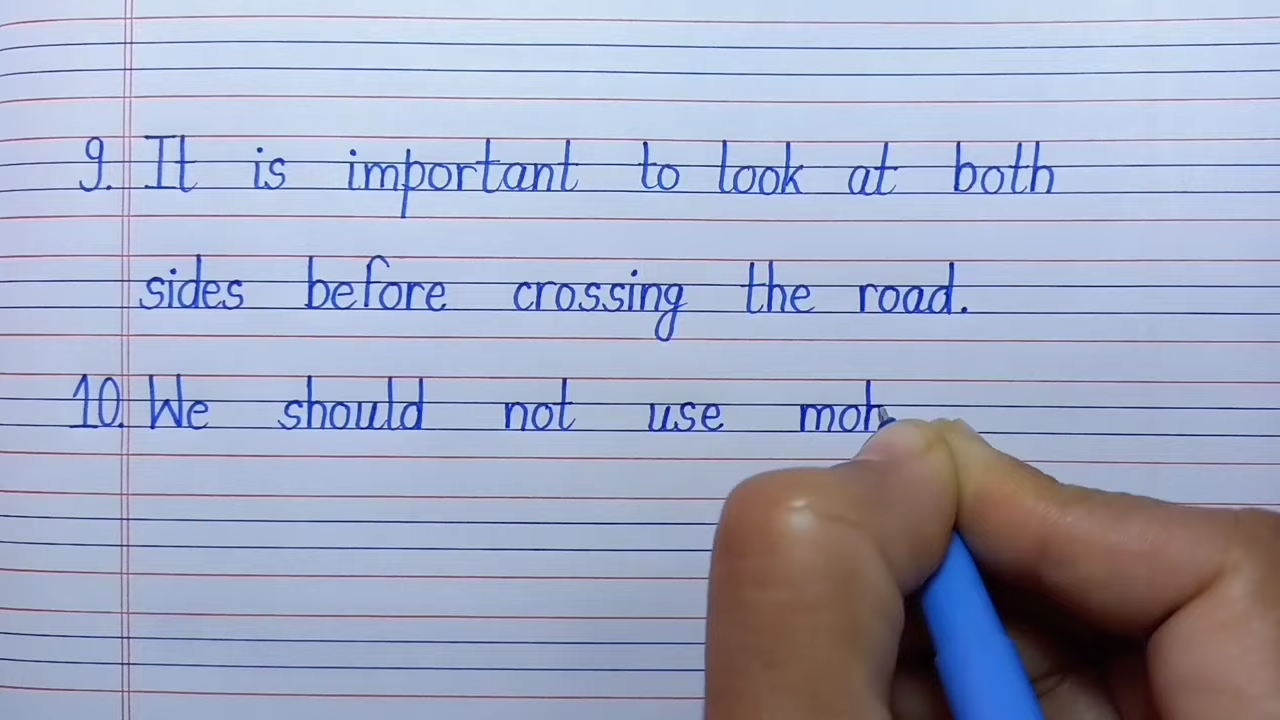 9. It is important to look at both
sides before crossing the road.
10. We should not use